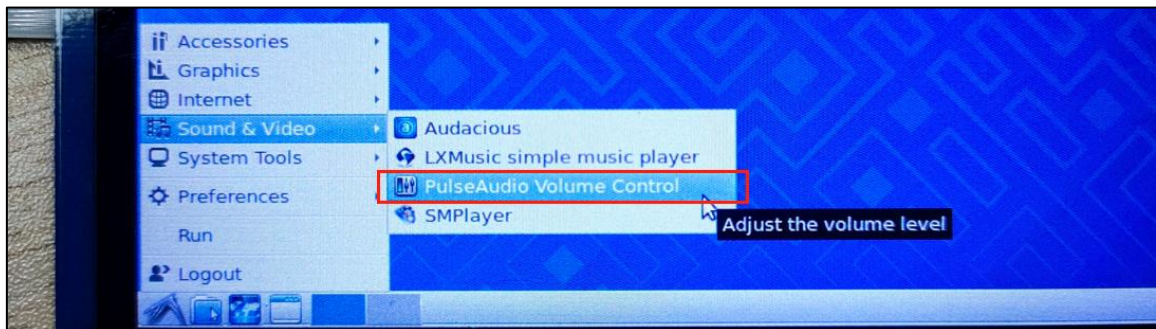 Accessories
Graphics
Internet
Sound & Video
Audacious
System Tools
LXMusic simple music player
PulseAudio Volume Control
Preferences
SMPlayer
Adjust the volume level
Run
Logout